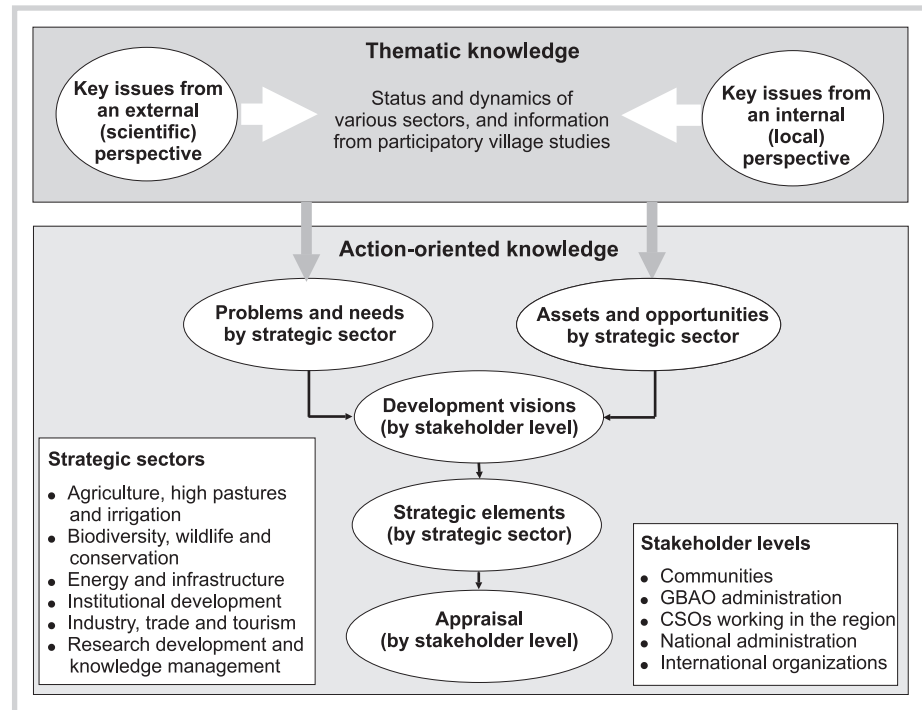 Thematic knowledge
Key issues from
an external
(scientific)
perspective
Status and dynamics of
various sectors, and information
from participatory village studies
Key issues from
an internal
(local)
perspective
Action-oriented knowledge
Problems and needs
by strategic sector
Assets and opportunities
by strategic sector
Development visions
(by stakeholder level)
Strategic sectors
• Agriculture, high pastures
and irrigation
• Biodiversity, wildlife and
conservation
• Energy and infrastructure
• Institutional development
• Industry, trade and tourism
• Research development and
knowledge management
Strategic elements
(by strategic sector)
Appraisal
(by stakeholder level)
Stakeholder levels
• Communities
• GBAO administration
• CSOs working in the region
• National administration
• International organizations